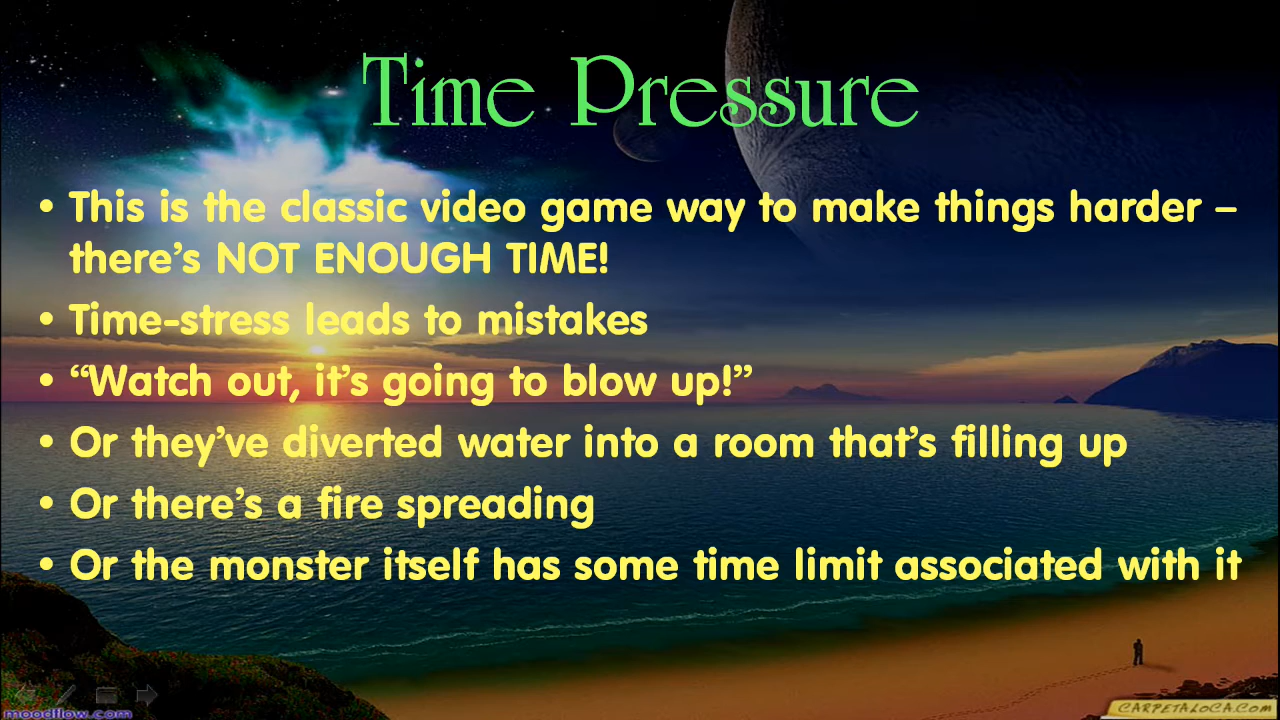 Time Pressure
• This is the classic video game way to make things harder –
there’s NOT ENOUGH TIME!
• Time-stress leads to mistakes
• “Watch out, it’s going to blow up!”
• Or they’ve diverted water into a room that’s filling up
• Or there’s a fire spreading
• Or the monster itself has some time limit associated with it
moodflow.com
CARPETALOCA.COM